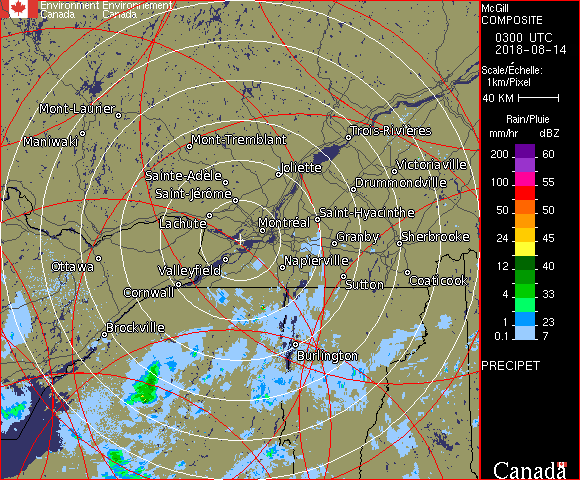 Environment Environnement
Canada Canada
McGill
COMPOSITE
0300 UTC
2018-08-14
Scale/Échelle:
1km/Pixel
40 KM
Rain/Pluie
mm/hr dBZ
200 60
100 55
50 50
24 45
12 40
4 33
1 23
0.1 7
PRECIPET
Canada
Mont-Laurier
Maniwaki
Mont-Tremblant
Trois-Rivières
Sainte-Adèle
Joliette
Victoriaville
Saint-Jérôme
Drummondville
Lachute
Montréal
Saint-Hyacinthe
Granby
Sherbrooke
Ottawa
Valleyfield
Napierville
Cornwall
Sutton
Coaticook
Brockville
Burlington